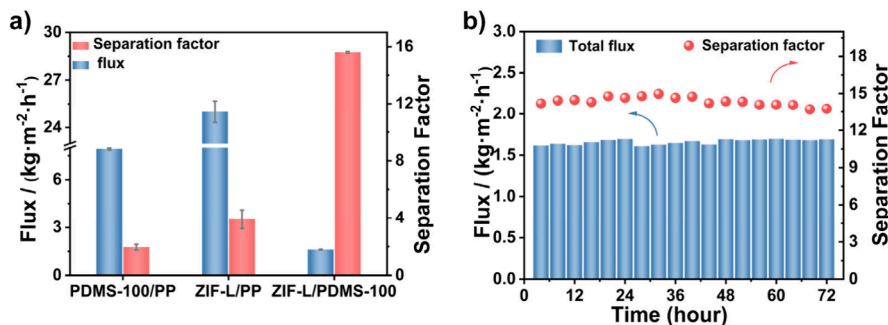 a)
Separation factor
flux
Flux / (kg·m⁻²·h⁻¹)
30
27
24
6
3
0
16
12
8
4
0
Separation Factor
PDMS-100/PP
ZIF-L/PP
ZIF-L/PDMS-100
b)
Total flux
Separation factor
Flux / (kg·m⁻²·h⁻¹)
3.0
2.5
2.0
1.5
1.0
0.5
0.0
18
15
12
9
6
3
0
Separation Factor
0
12
24
36
48
60
72
Time (hour)